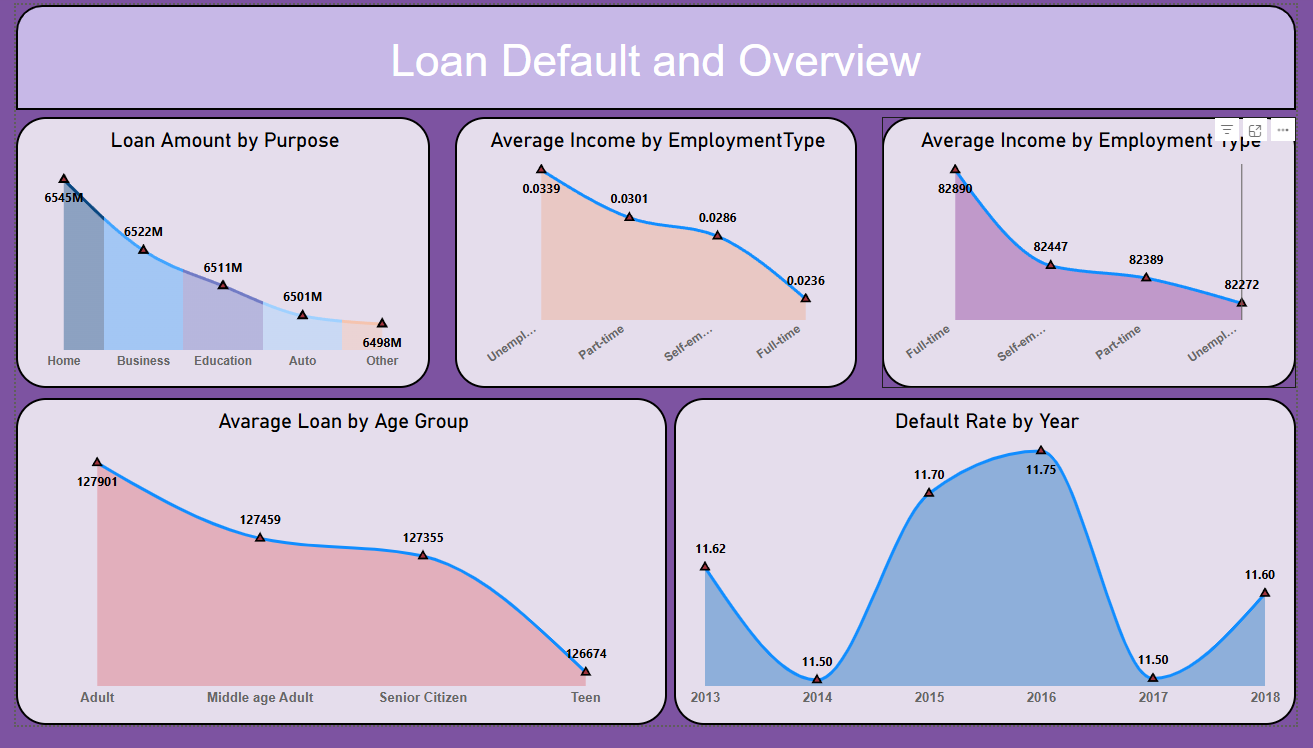 Loan Default and Overview
Loan Amount by Purpose
6545M
6522M
6511M
6501M
6498M
Home Business Education Auto Other
Average Income by EmploymentType
0.0339
0.0301
0.0286
0.0236
Unempl... Part-time Self-em... Full-time
Average Income by Employment Type
82890
82447
82389
82272
Full-time Self-em... Part-time Unempl...
Avarage Loan by Age Group
127901
127459
127355
126674
Adult Middle age Adult Senior Citizen Teen
Default Rate by Year
11.62
11.50
11.70
11.75
11.50
11.60
2013 2014 2015 2016 2017 2018